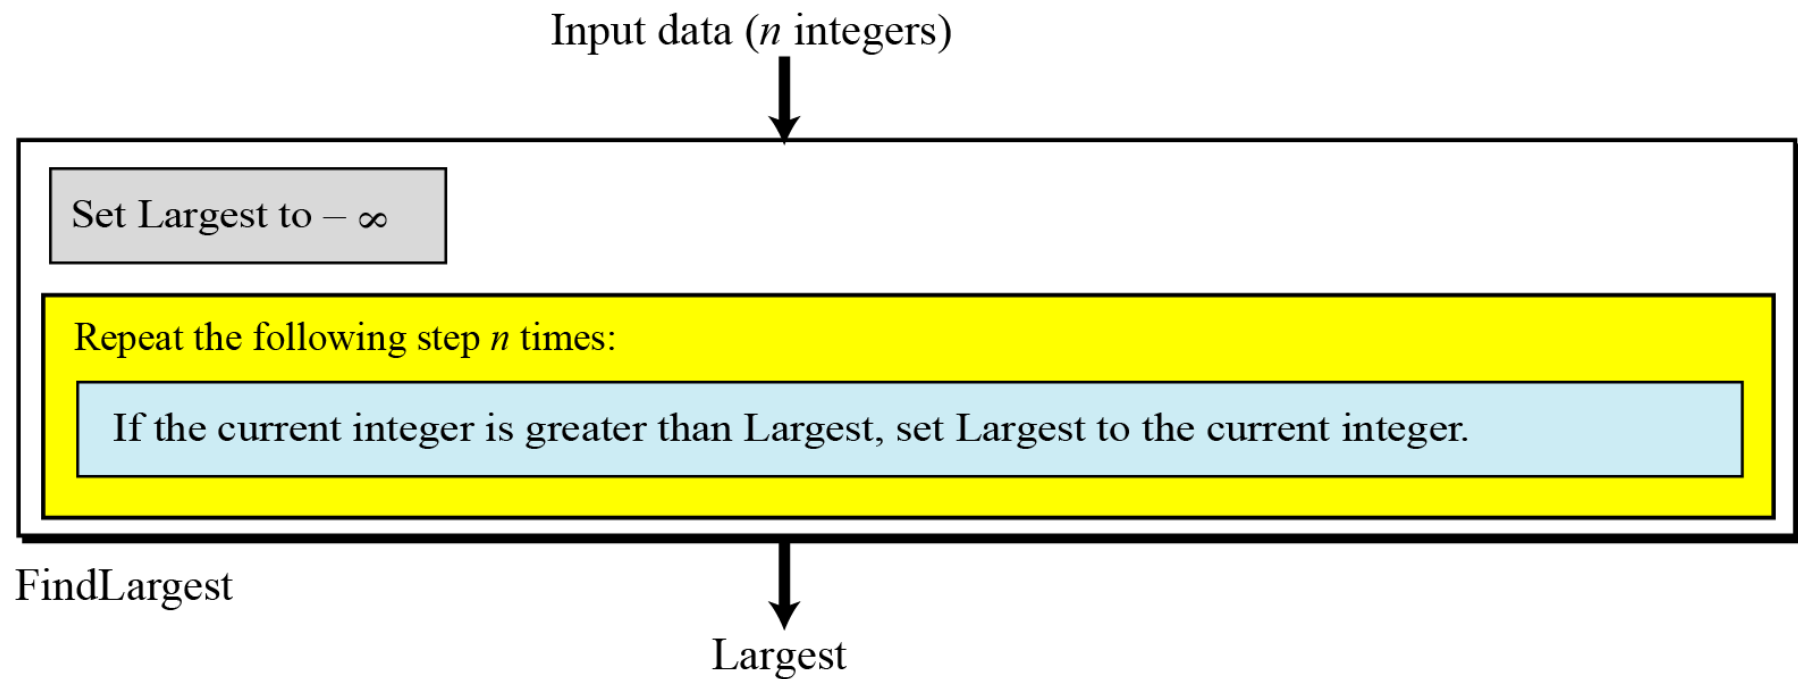 Input data (n integers)
Set Largest to – ∞
Repeat the following step n times:
If the current integer is greater than Largest, set Largest to the current integer.
FindLargest
Largest